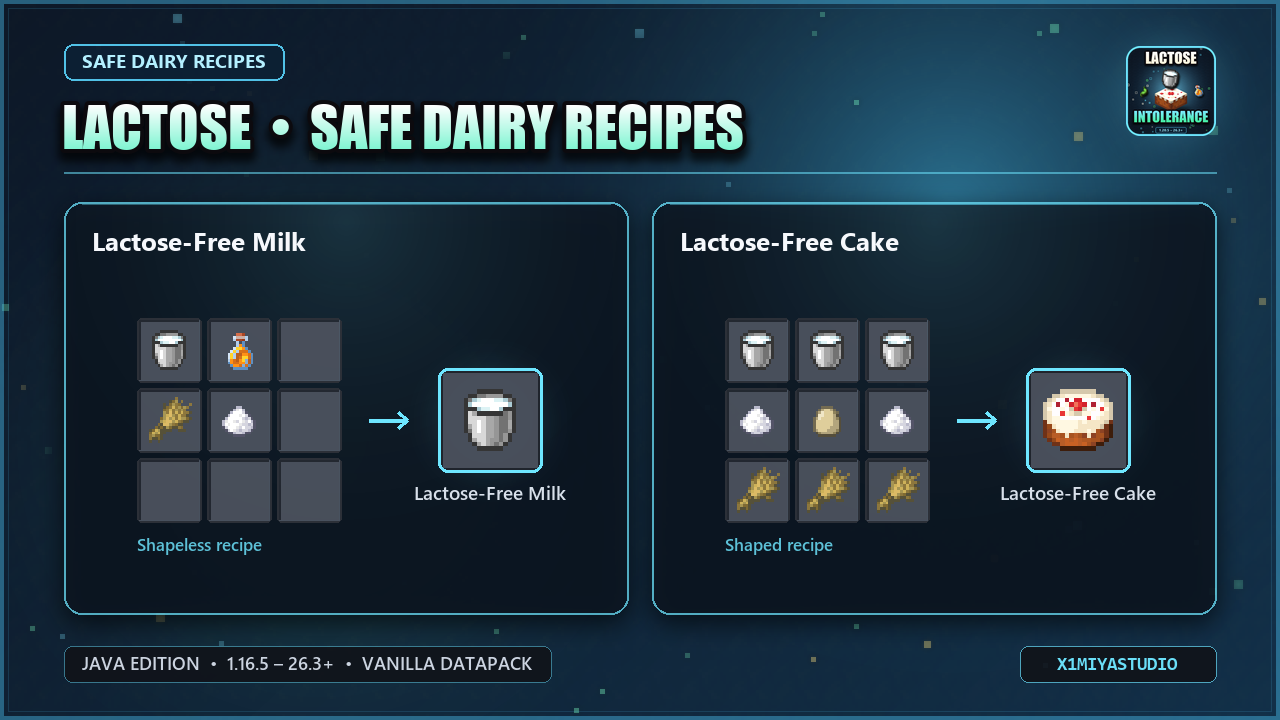 SAFE DAIRY RECIPES
LACTOSE • SAFE DAIRY RECIPES
LACTOSE
INTOLERANCE
Lactose-Free Milk
Lactose-Free Cake
Lactose-Free Milk
Lactose-Free Cake
Shapeless recipe
Shaped recipe
JAVA EDITION • 1.16.5 – 26.3+ • VANILLA DATAPACK
X1MIYASTUDIO